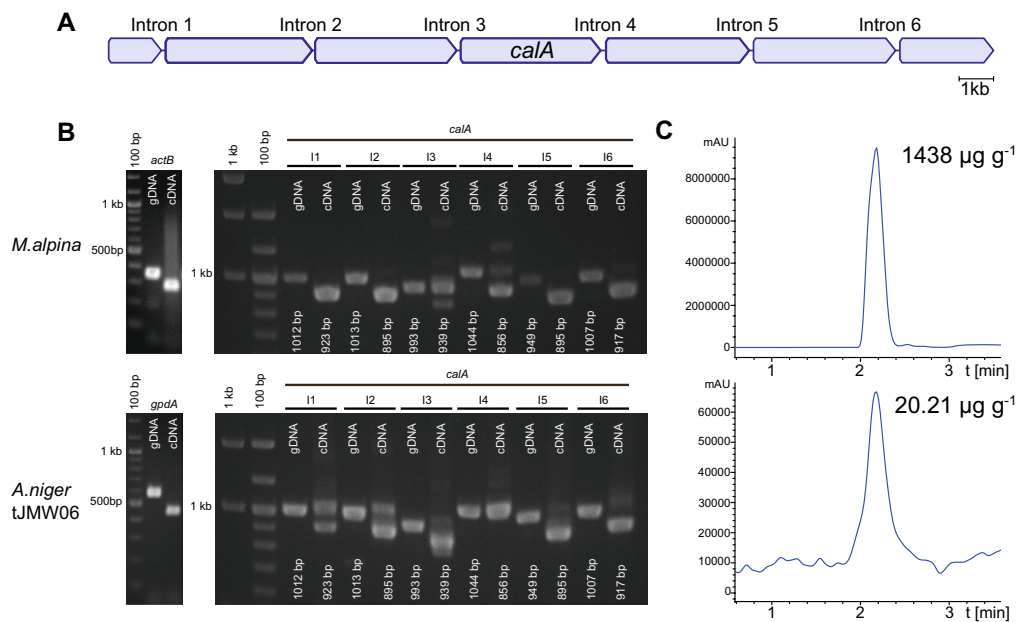 A
Intron 1 Intron 2 Intron 3 Intron 4 Intron 5 Intron 6
calA
1kb
B
100 bp
actB
gDNA
cDNA
1 kb
500bp
M.alpina
1 kb
100 bp
calA
I1 I2 I3 I4 I5 I6
gDNA cDNA gDNA cDNA gDNA cDNA gDNA cDNA gDNA cDNA gDNA cDNA
1 kb
1012 bp 923 bp 1013 bp 895 bp 993 bp 939 bp 1044 bp 856 bp 949 bp 895 bp 1007 bp 917 bp
100 bp
gpdA
gDNA
cDNA
1 kb
500bp
A.niger
tJMW06
1 kb
100 bp
calA
I1 I2 I3 I4 I5 I6
gDNA cDNA gDNA cDNA gDNA cDNA gDNA cDNA gDNA cDNA gDNA cDNA
1 kb
1012 bp 923 bp 1013 bp 895 bp 993 bp 939 bp 1044 bp 856 bp 949 bp 895 bp 1007 bp 917 bp
C
mAU
1438 µg g-1
8000000
6000000
4000000
2000000
0
1 2 3 t [min]
mAU
20.21 µg g-1
60000
50000
40000
30000
20000
10000
0
1 2 3 t [min]